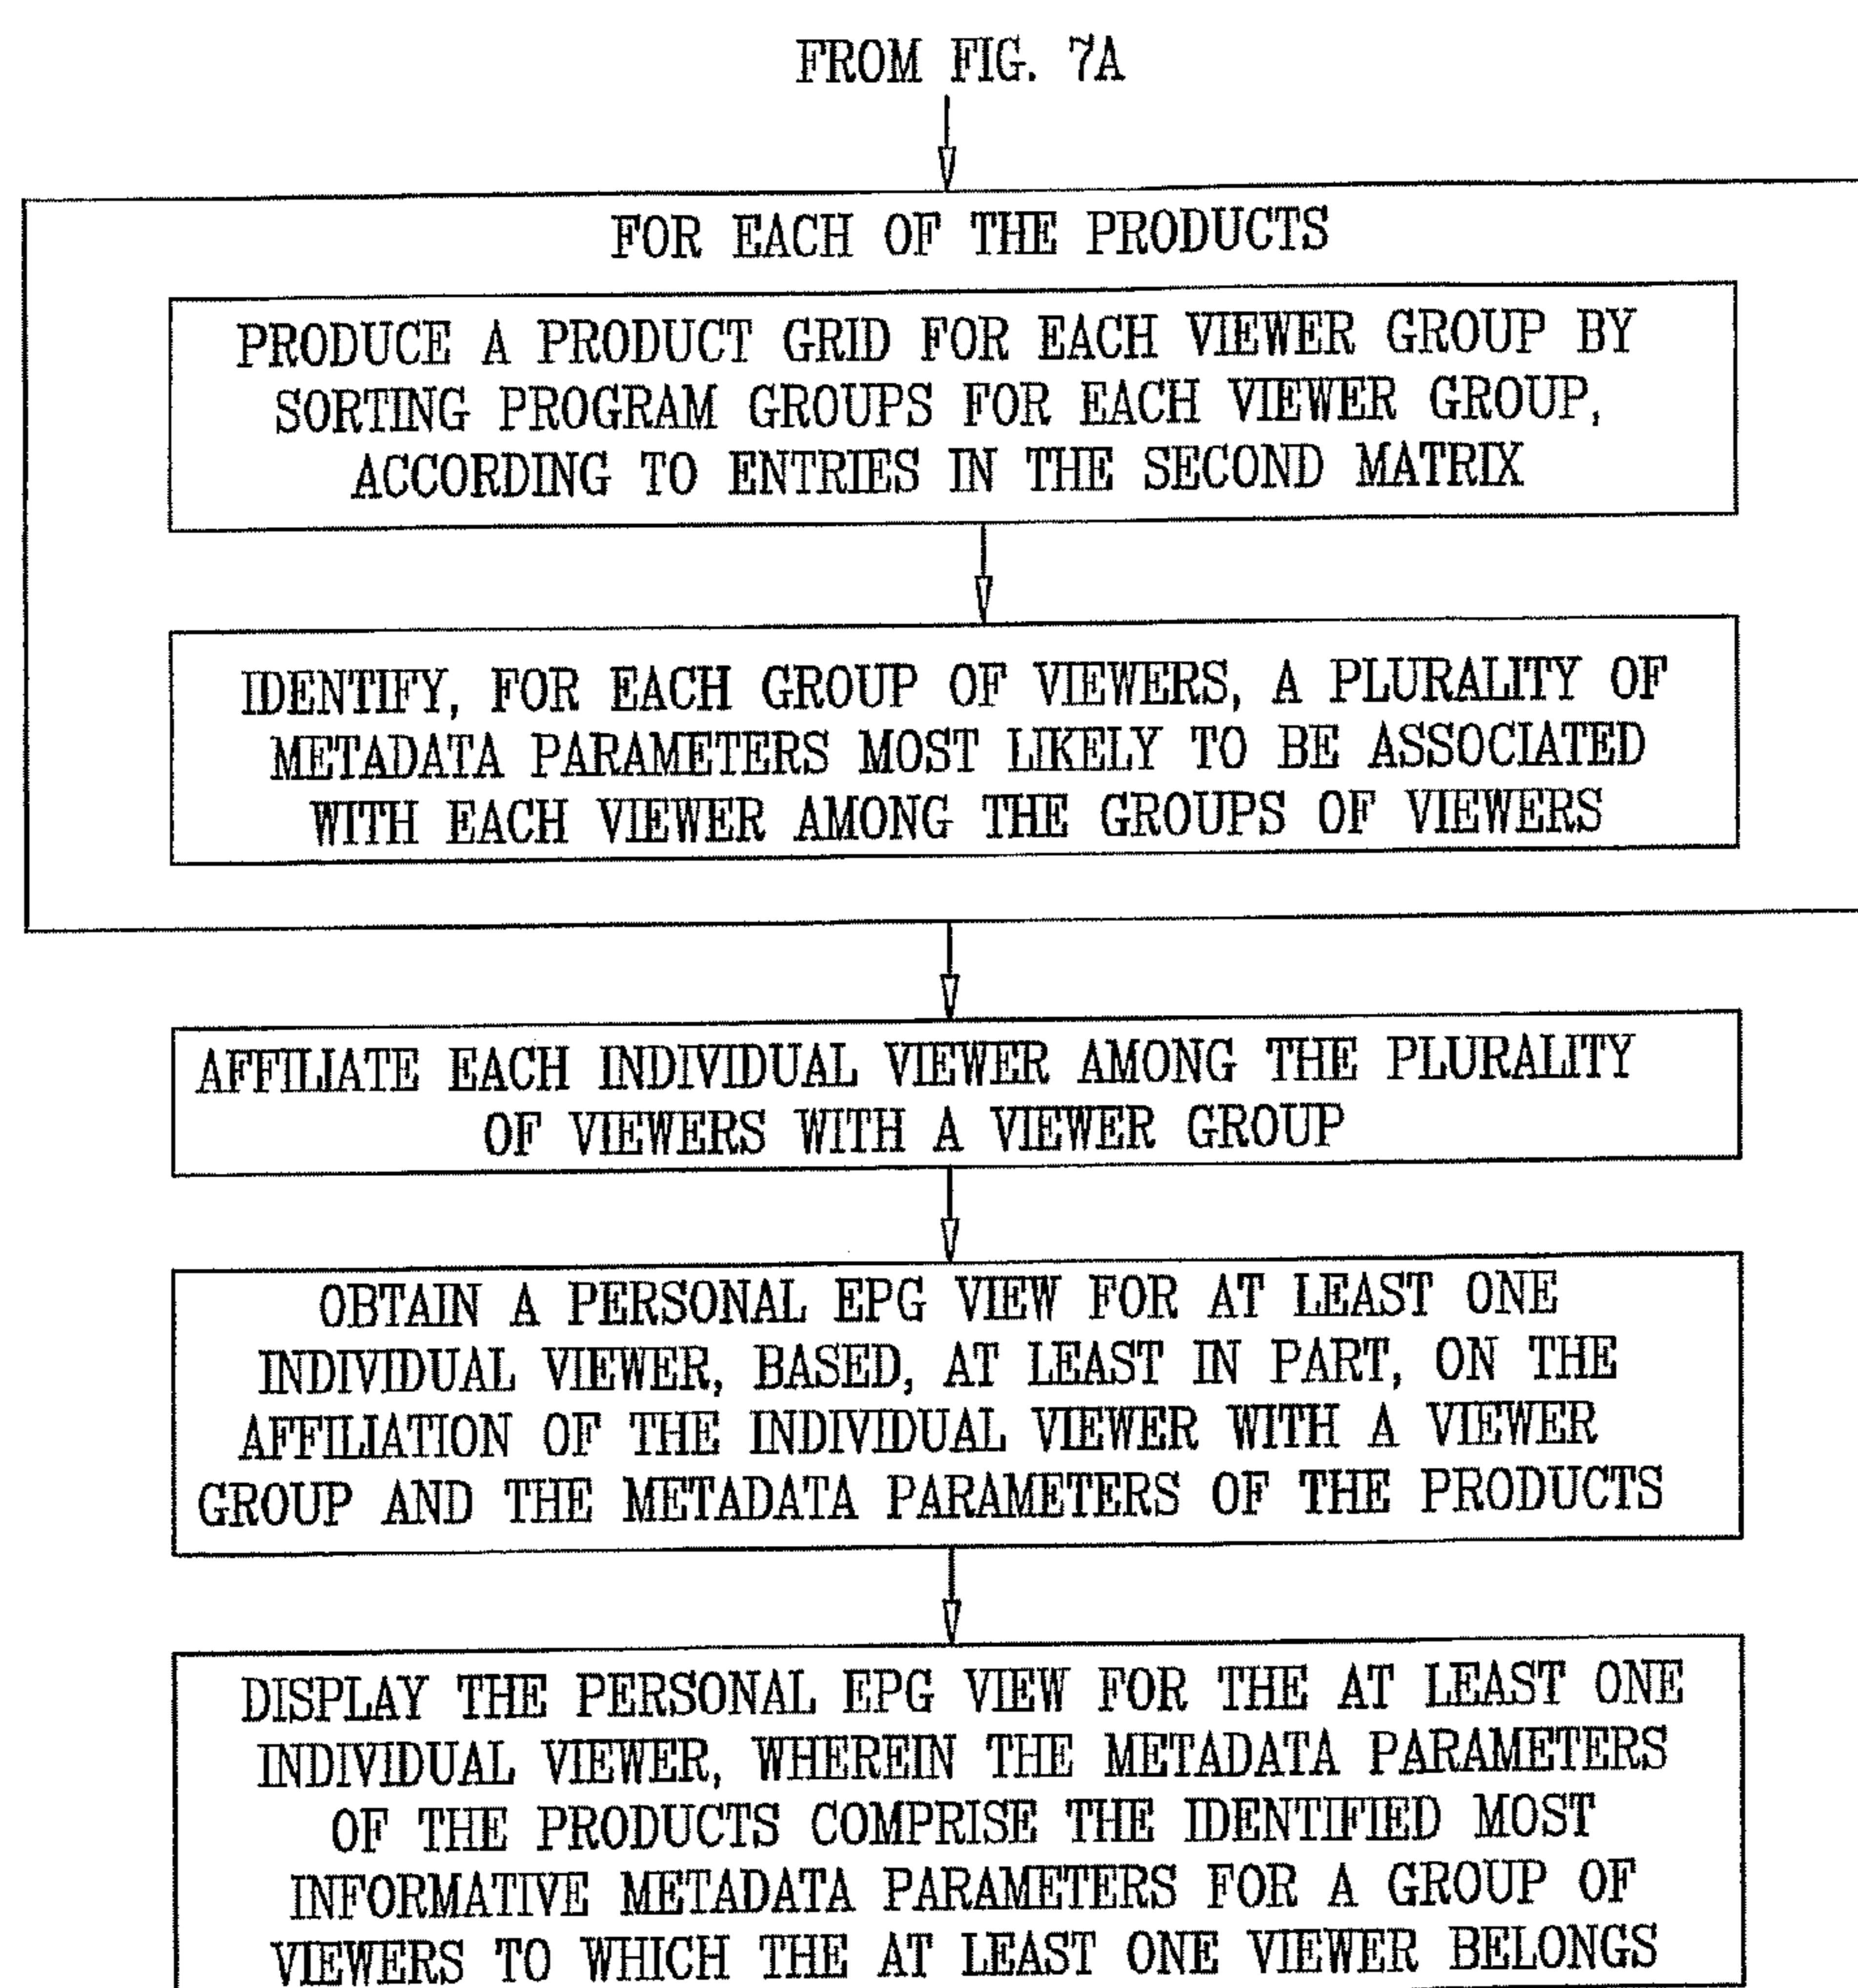 FROM FIG. 7A
FOR EACH OF THE PRODUCTS
PRODUCE A PRODUCT GRID FOR EACH VIEWER GROUP BY
SORTING PROGRAM GROUPS FOR EACH VIEWER GROUP,
ACCORDING TO ENTRIES IN THE SECOND MATRIX
IDENTIFY, FOR EACH GROUP OF VIEWERS, A PLURALITY OF
METADATA PARAMETERS MOST LIKELY TO BE ASSOCIATED
WITH EACH VIEWER AMONG THE GROUPS OF VIEWERS
AFFILIATE EACH INDIVIDUAL VIEWER AMONG THE PLURALITY
OF VIEWERS WITH A VIEWER GROUP
OBTAIN A PERSONAL EPG VIEW FOR AT LEAST ONE
INDIVIDUAL VIEWER, BASED, AT LEAST IN PART, ON THE
AFFILIATION OF THE INDIVIDUAL VIEWER WITH A VIEWER
GROUP AND THE METADATA PARAMETERS OF THE PRODUCTS
DISPLAY THE PERSONAL EPG VIEW FOR THE AT LEAST ONE
INDIVIDUAL VIEWER, WHEREIN THE METADATA PARAMETERS
OF THE PRODUCTS COMPRISE THE IDENTIFIED MOST
INFORMATIVE METADATA PARAMETERS FOR A GROUP OF
VIEWERS TO WHICH THE AT LEAST ONE VIEWER BELONGS